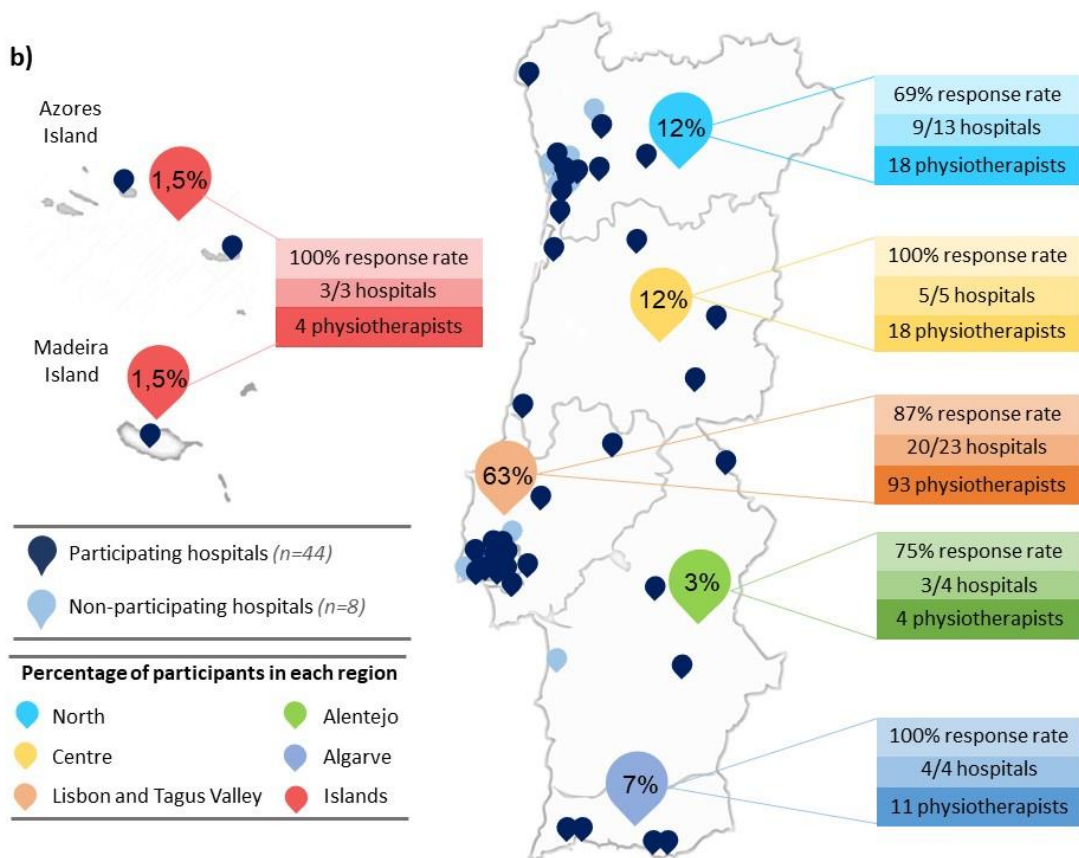 b)
Azores
Island
1,5%
100% response rate
3/3 hospitals
4 physiotherapists
Madeira
Island
1,5%
12%
69% response rate
9/13 hospitals
18 physiotherapists
12%
100% response rate
5/5 hospitals
18 physiotherapists
63%
87% response rate
20/23 hospitals
93 physiotherapists
3%
75% response rate
3/4 hospitals
4 physiotherapists
7%
100% response rate
4/4 hospitals
11 physiotherapists
Participating hospitals (n=44)
Non-participating hospitals (n=8)
Percentage of participants in each region
North
Centre
Lisbon and Tagus Valley
Alentejo
Algarve
Islands